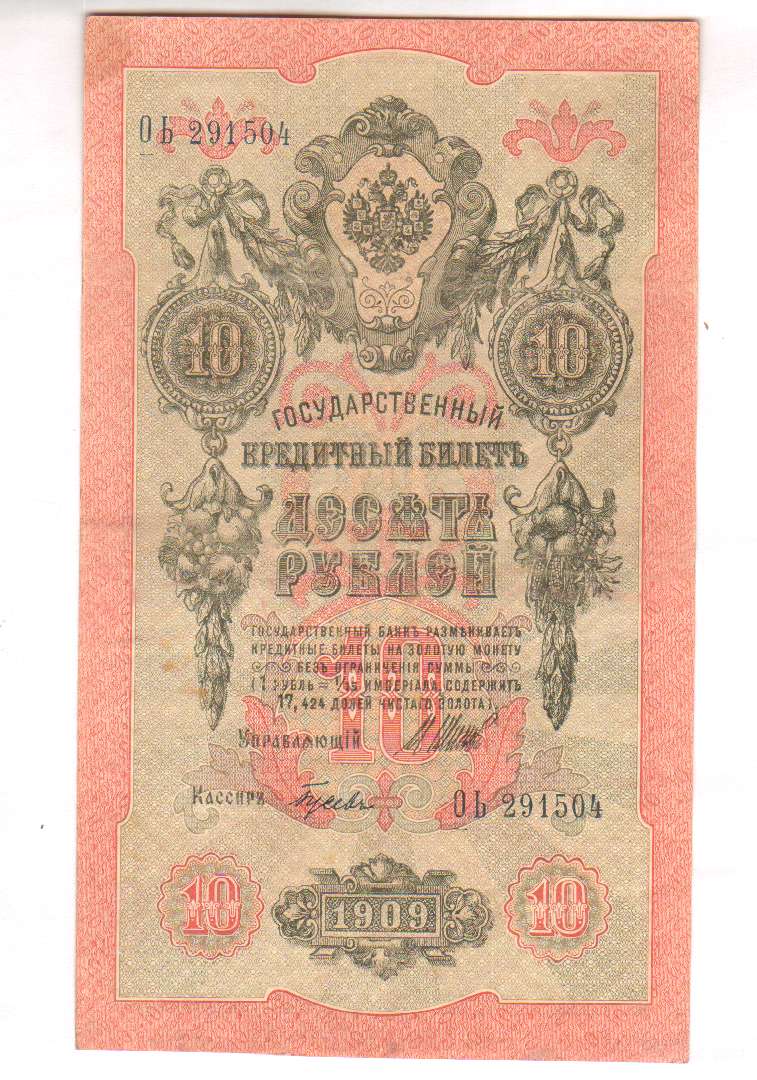 ОЬ 291504
10
10
ГОСУДАРСТВЕННЫЙ
КРЕДИТНЫЙ БИЛЕТЪ
ДЕСЯТЬ
РУБЛЕЙ
ГОСУДАРСТВЕННЫЙ БАНКЪ РАЗМѢНИВАЕТЪ
КРЕДИТНЫЕ БИЛЕТЫ НА ЗОЛОТУЮ МОНЕТУ
БЕЗЪ ОГРАНИЧЕНІЯ СУММЫ
(1 РУБЛЬ = 1/15 ИМПЕРІАЛА, СОДЕРЖИТЪ
17,424 ДОЛЕЙ ЧИСТАГО ЗОЛОТА).
10
Управляющій
Кассиръ
ОЬ 291504
10
1909
10